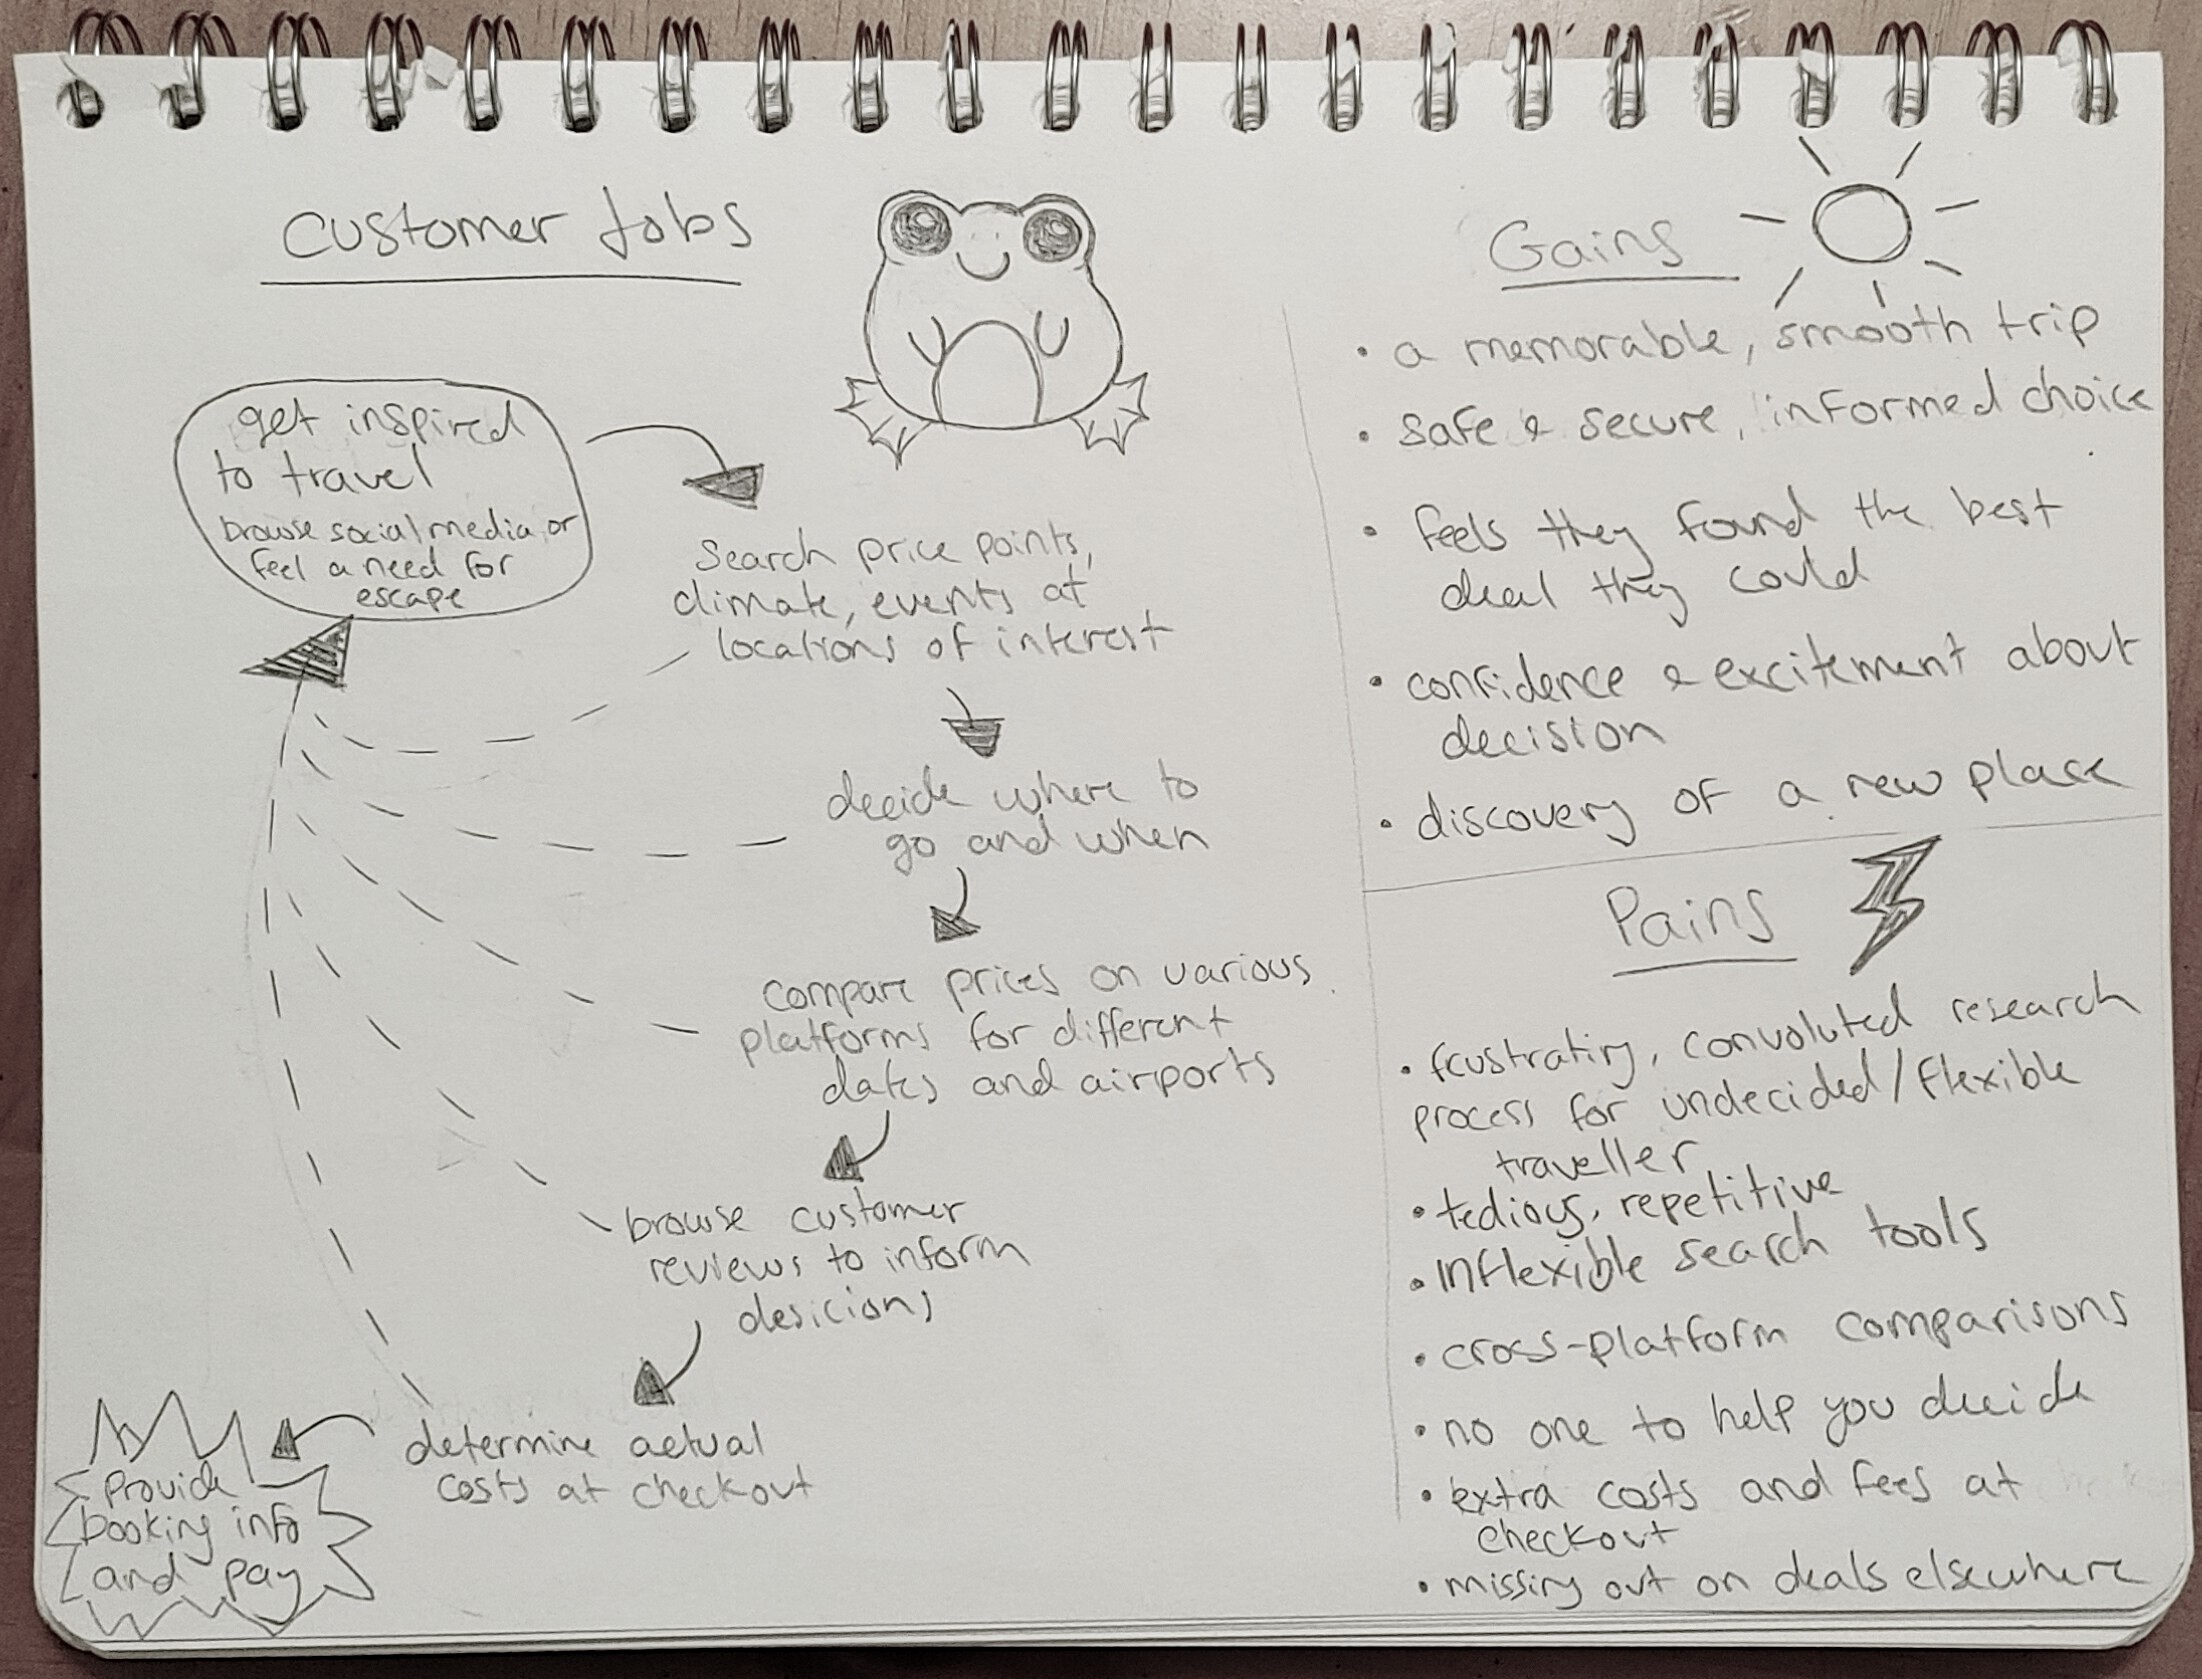 Customer Jobs
get inspired
to travel
browse social media or
feel a need for
escape
search price points,
climate, events at
locations of interest
decide where to
go and when
compare prices on various
platforms for different
dates and airports
browse customer
reviews to inform
desicions
determine actual
costs at checkout
Provide
booking info
and pay
Gains
• a memorable, smooth trip
• safe & secure, informed choice
• feels they found the best
deal they could
• confidence & excitement about
decision
• discovery of a new place
Pains
• frustrating, convoluted research
process for undecided/flexible
traveller
• tedious, repetitive
• inflexible search tools
• cross-platform comparisons
• no one to help you decide
• extra costs and fees at
checkout
• missing out on deals elsewhere